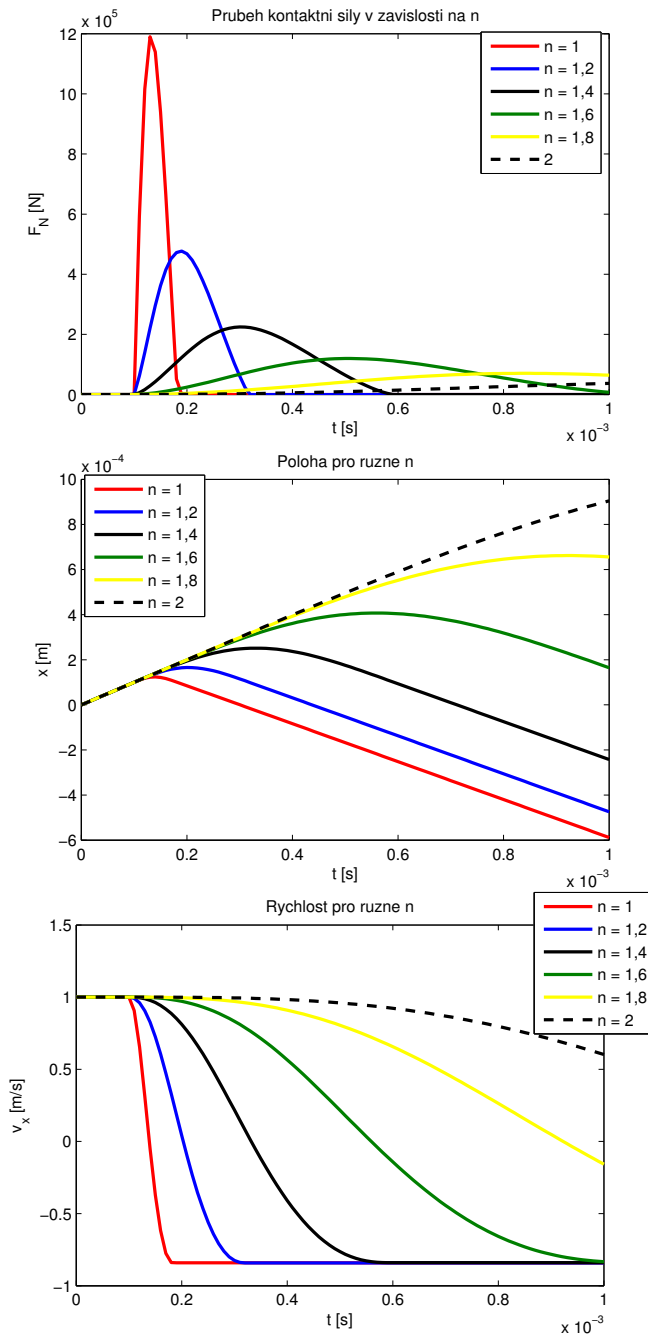 Prubeh kontaktni sily v zavislosti na n
x 10^5
12
10
8
6
4
2
0
F_N [N]
n = 1
n = 1,2
n = 1,4
n = 1,6
n = 1,8
2
0 0.2 0.4 0.6 0.8 1
t [s]
x 10^-3
Poloha pro ruzne n
x 10^-4
10
8
6
4
2
0
−2
−4
−6
x [m]
n = 1
n = 1,2
n = 1,4
n = 1,6
n = 1,8
n = 2
0 0.2 0.4 0.6 0.8 1
t [s]
x 10^-3
Rychlost pro ruzne n
1.5
1
0.5
0
−0.5
−1
v_x [m/s]
n = 1
n = 1,2
n = 1,4
n = 1,6
n = 1,8
n = 2
0 0.2 0.4 0.6 0.8 1
t [s]
x 10^-3